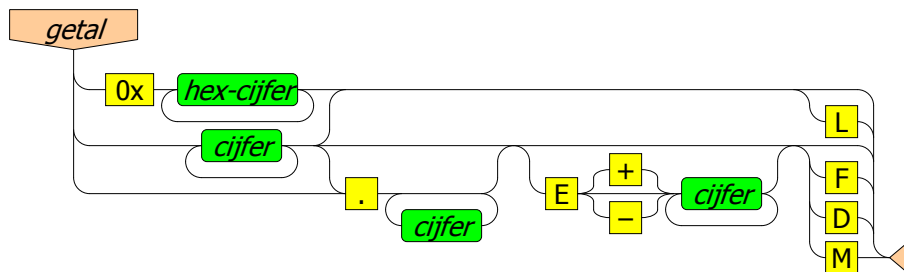 getal
0x hex-cijfer
L
cijfer
. E + cijfer F
cijfer − D
M